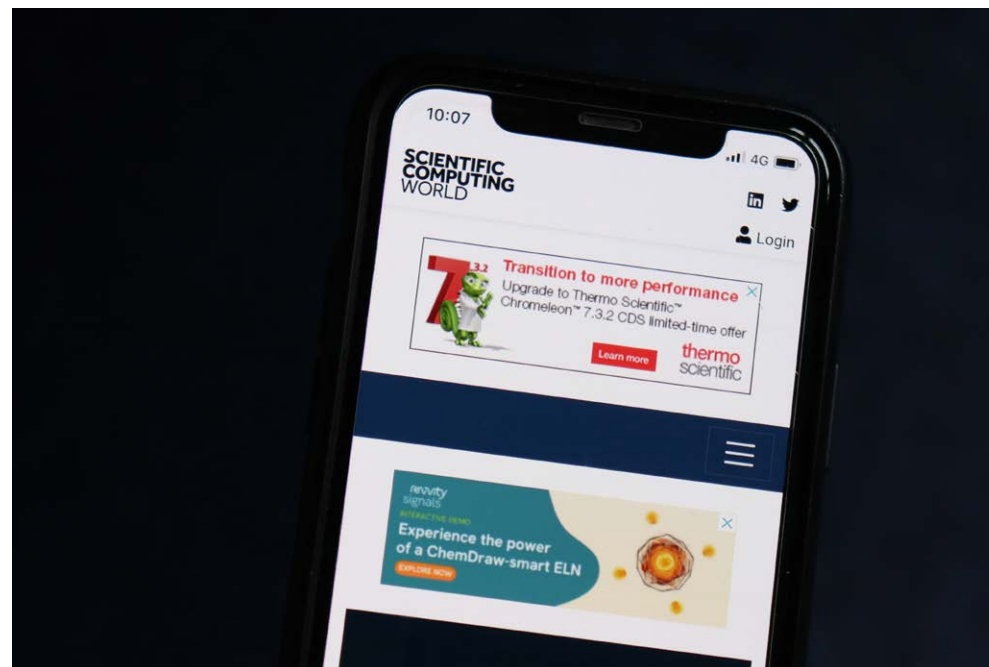 10:07
4G
SCIENTIFIC
COMPUTING
WORLD
in
Login
7.3.2
Transition to more performance
Upgrade to Thermo Scientific™
Chromeleon™ 7.3.2 CDS limited-time offer
Learn more
thermo
scientific
revvity
signals
INTERACTIVE DEMO
Experience the power
of a ChemDraw-smart ELN
EXPLORE NOW